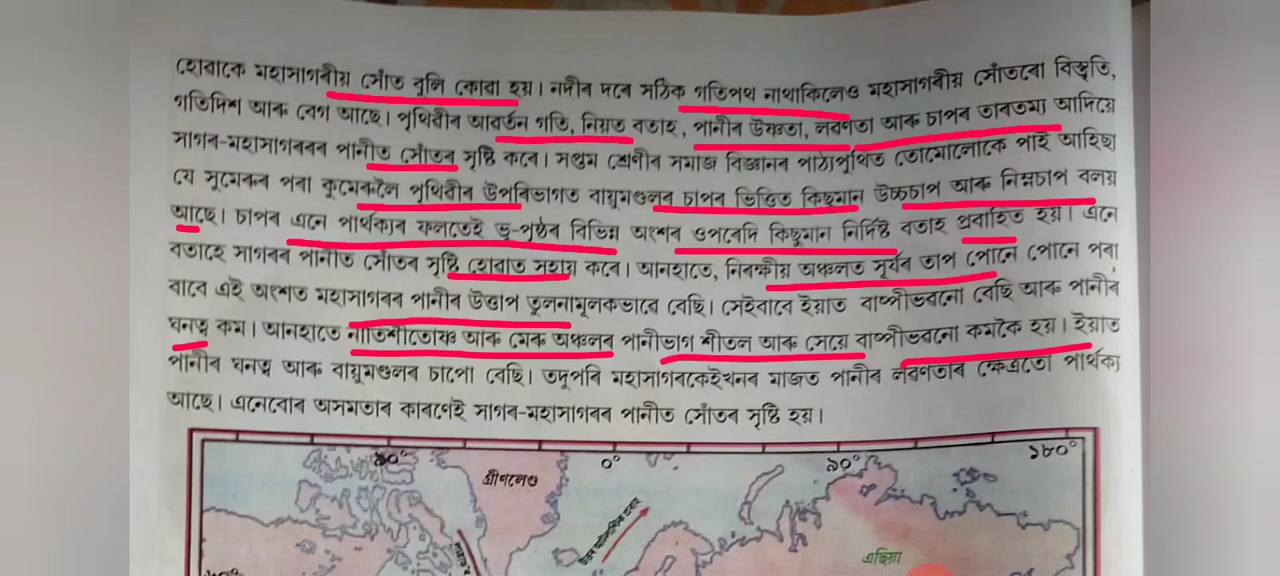 হোৱাকে মহাসাগৰীয় সোঁত বুলি কোৱা হয়। নদীৰ দৰে সঠিক গতিপথ নাথাকিলেও মহাসাগৰীয় সোঁতৰো বিস্তৃতি,
গতিদিশ আৰু বেগ আছে। পৃথিৱীৰ আৱৰ্তন গতি, নিয়ত বতাহ, পানীৰ উষ্ণতা, লৱণতা আৰু চাপৰ তাৰতম্য আদিয়ে
সাগৰ-মহাসাগৰৰ পানীত সোঁতৰ সৃষ্টি কৰে। সপ্তম শ্ৰেণীৰ সমাজ বিজ্ঞানৰ পাঠ্যপুথিত তোমালোকে পাই আহিছা
যে সুমেৰুৰ পৰা কুমেৰুলৈ পৃথিৱীৰ উপৰিভাগত বায়ুমণ্ডলৰ চাপৰ ভিত্তিত কিছুমান উচ্চচাপ আৰু নিম্নচাপ বলয়
আছে। চাপৰ এনে পাৰ্থক্যৰ ফলতেই ভূ-পৃষ্ঠৰ বিভিন্ন অংশৰ ওপৰেদি কিছুমান নিৰ্দিষ্ট বতাহ প্ৰবাহিত হয়। এনে
বতাহে সাগৰৰ পানীত সোঁতৰ সৃষ্টি হোৱাত সহায় কৰে। আনহাতে, নিৰক্ষীয় অঞ্চলত সূৰ্যৰ তাপ পোনে পোনে পৰা
বাবে এই অংশত মহাসাগৰৰ পানীৰ উত্তাপ তুলনামূলকভাৱে বেছি। সেইবাবে ইয়াত বাষ্পীভৱনো বেছি আৰু পানীৰ
ঘনত্ব কম। আনহাতে নাতিশীতোষ্ণ আৰু মেৰু অঞ্চলৰ পানীভাগ শীতল আৰু সেয়ে বাষ্পীভৱনো কমকৈ হয়। ইয়াত
পানীৰ ঘনত্ব আৰু বায়ুমণ্ডলৰ চাপো বেছি। তদুপৰি মহাসাগৰকেইখনৰ মাজত পানীৰ লৱণতাৰ ক্ষেত্ৰতো পাৰ্থক্য
আছে। এনেবোৰ অসমতাৰ কাৰণেই সাগৰ-মহাসাগৰৰ পানীত সোঁতৰ সৃষ্টি হয়।
৯০° ০° ৯০° ১৮০°
গ্ৰীণলেণ্ড
এছিয়া